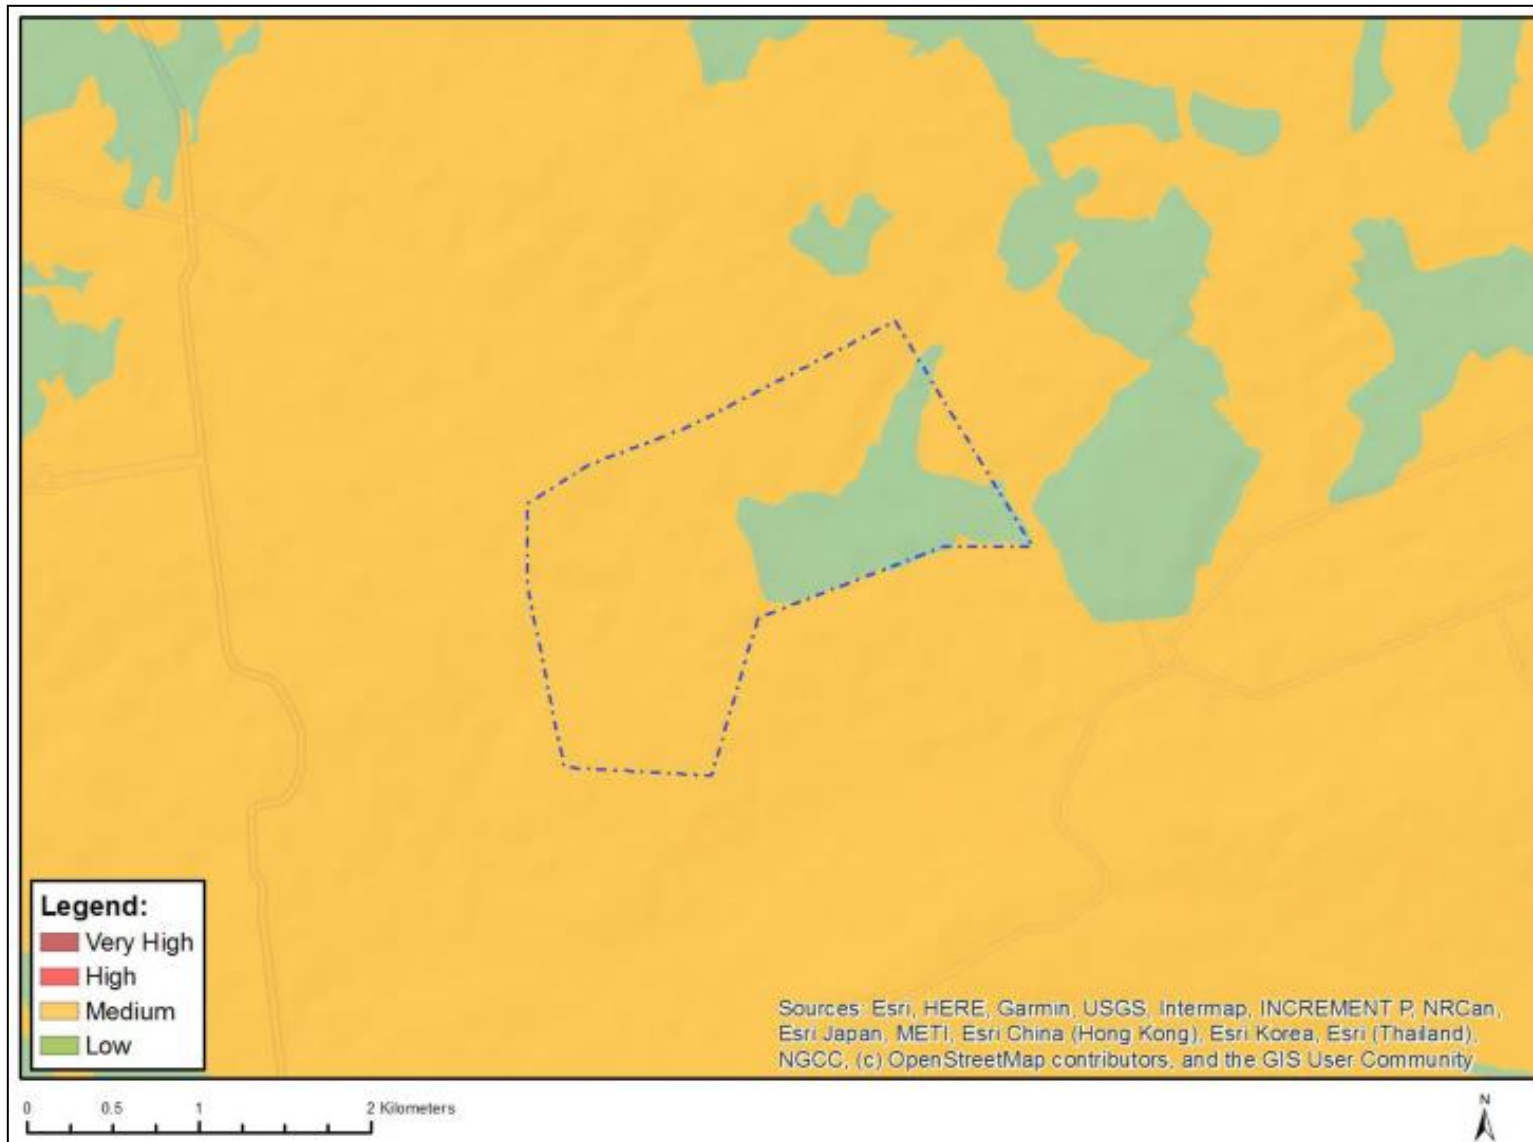 Legend:
Very High
High
Medium
Low
Sources: Esri, HERE, Garmin, USGS, Intermap, INCREMENT P, NRCan,
Esri Japan, METI, Esri China (Hong Kong), Esri Korea, Esri (Thailand),
NGCC, (c) OpenStreetMap contributors, and the GIS User Community
0 0.5 1 2 Kilometers
N